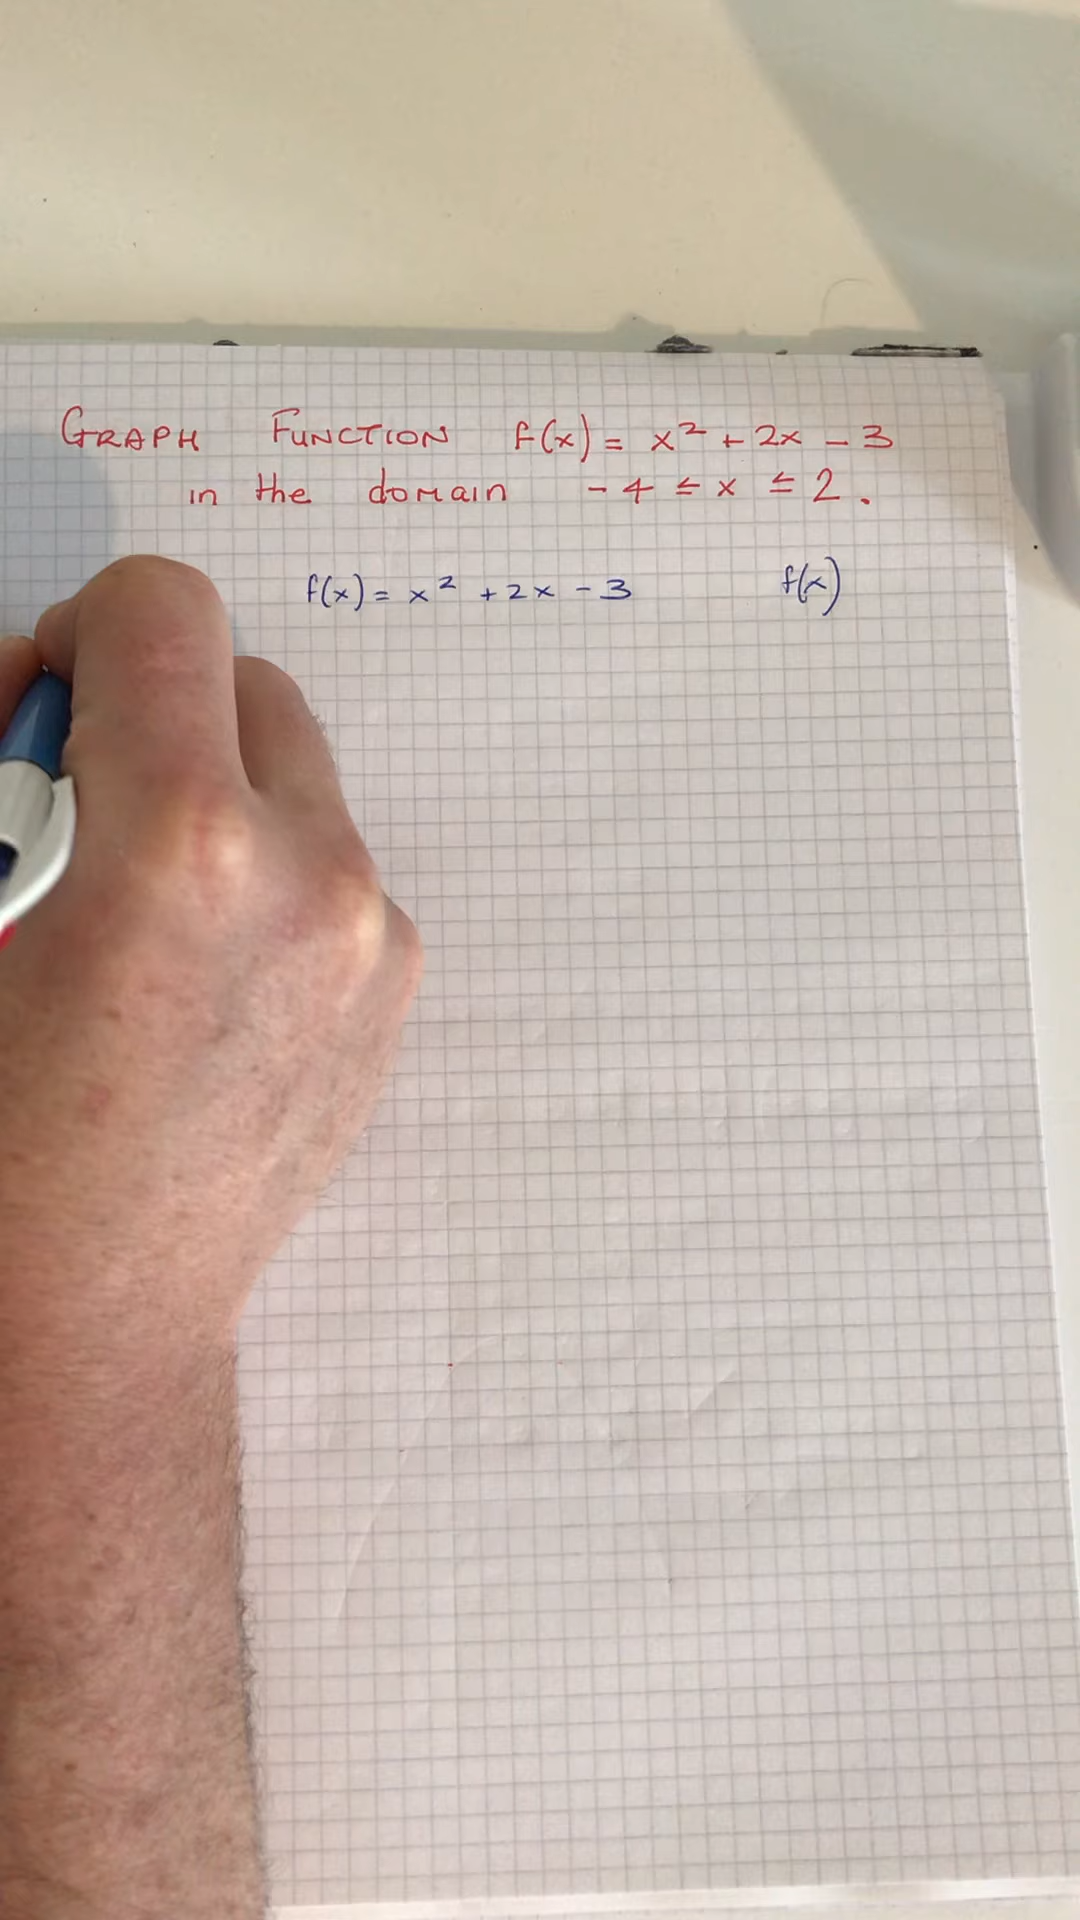 GRAPH FUNCTION f(x) = x² + 2x - 3
in the domain - 4 ≤ x ≤ 2.
f(x) = x² + 2x - 3 f(x)